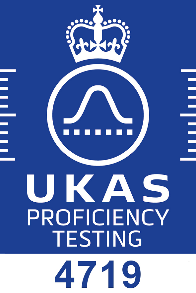 UKAS
PROFICIENCY
TESTING
4719